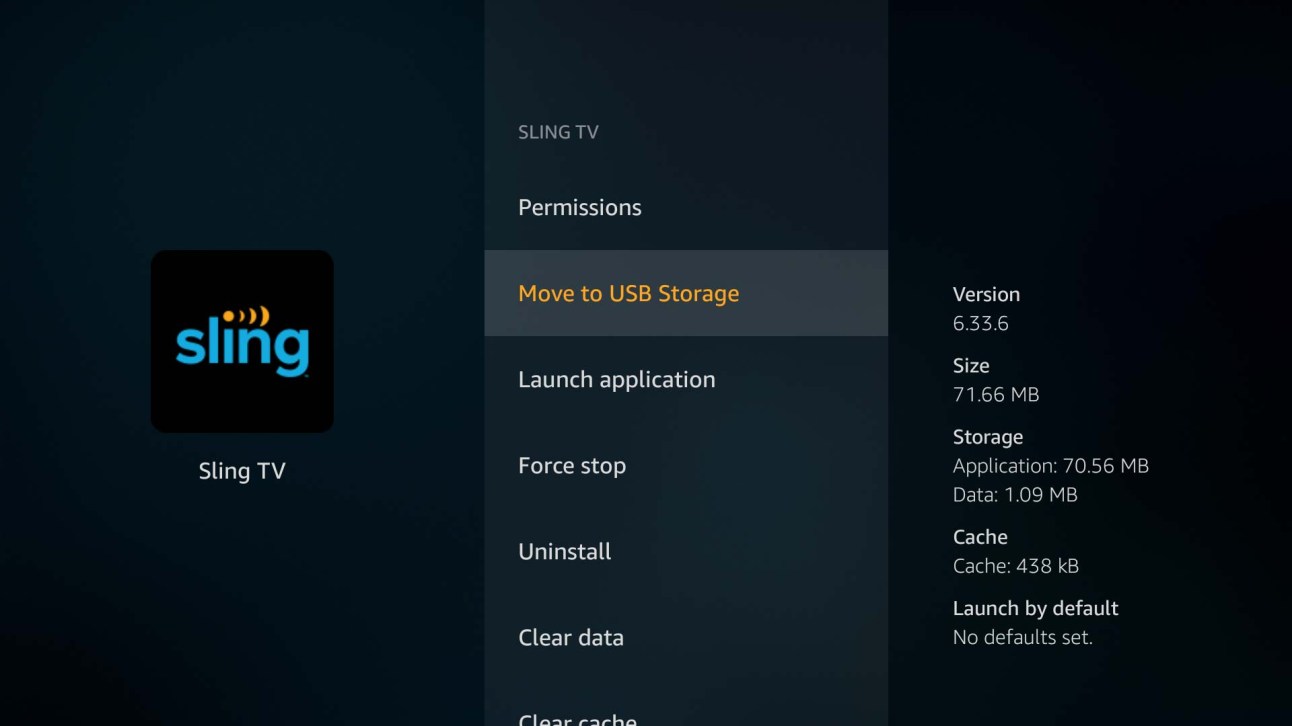 SLING TV
Permissions
Move to USB Storage
Launch application
Force stop
Uninstall
Clear data
Clear cache
sling
Sling TV
Version
6.33.6
Size
71.66 MB
Storage
Application: 70.56 MB
Data: 1.09 MB
Cache
Cache: 438 kB
Launch by default
No defaults set.